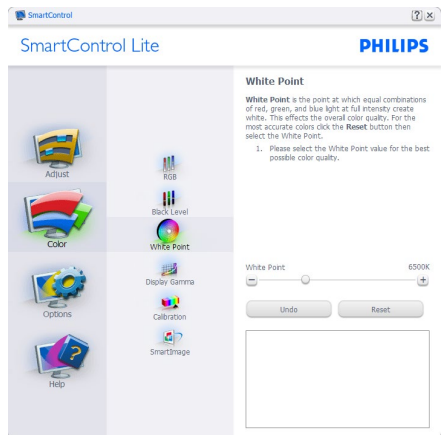 SmartControl
SmartControl Lite
PHILIPS
Adjust
Color
Options
Help
RGB
Black Level
White Point
Display Gamma
Calibration
SmartImage
White Point
White Point is the point at which equal combinations
of red, green, and blue light at full intensity create
white. This effects the overall color quality. For the
most accurate colors click the Reset button then
select the White Point.
1. Please select the White Point value for the best
possible color quality.
White Point 6500K
Undo Reset